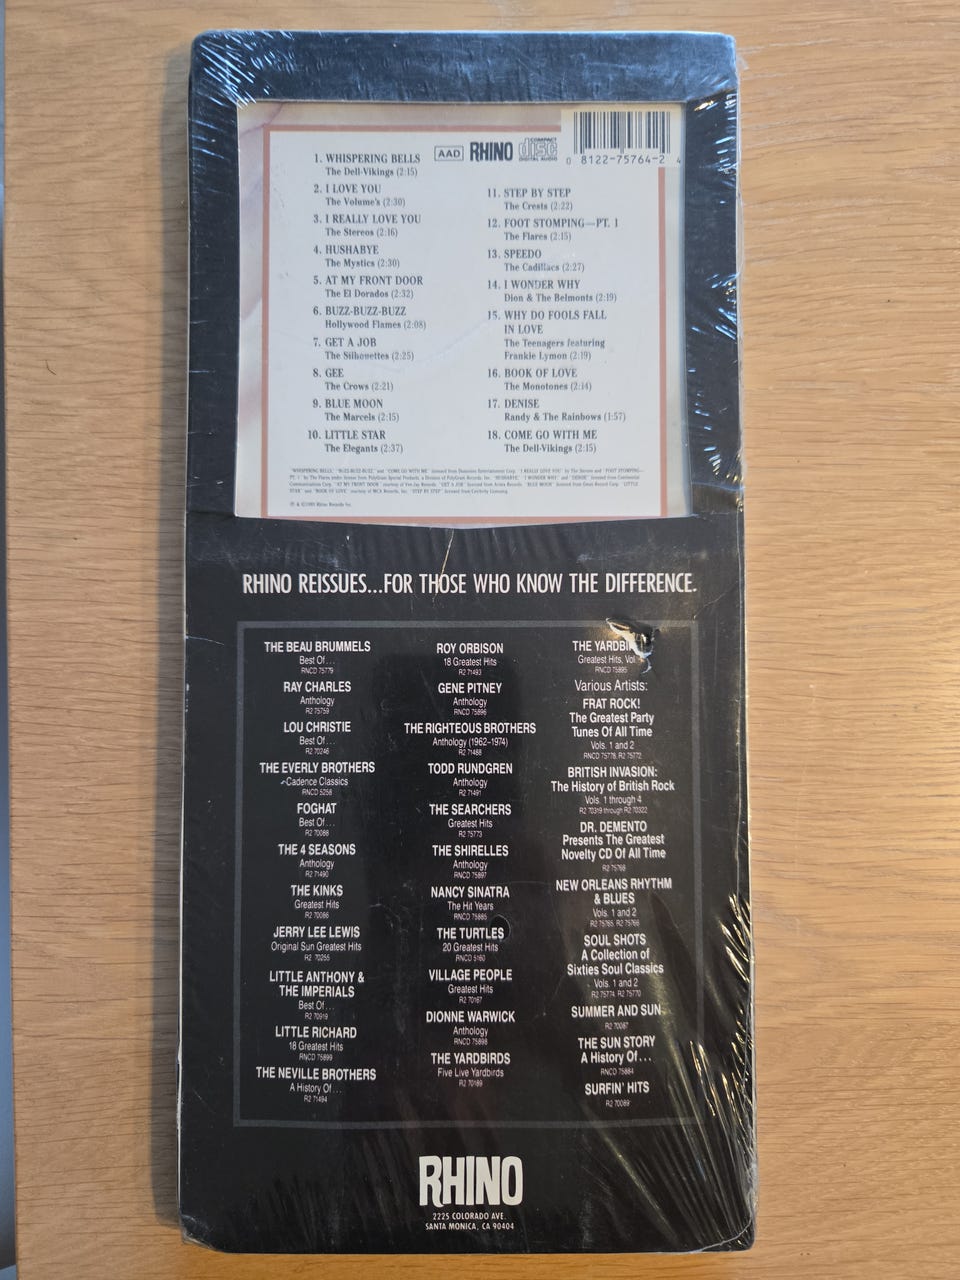 AAD RHINO COMPACT disc DIGITAL AUDIO
0 8122-75764-2 4
1. WHISPERING BELLS
The Dell-Vikings (2:15)
2. I LOVE YOU
The Volume's (2:30)
3. I REALLY LOVE YOU
The Stereos (2:16)
4. HUSHABYE
The Mystics (2:30)
5. AT MY FRONT DOOR
The El Dorados (2:32)
6. BUZZ-BUZZ-BUZZ
Hollywood Flames (2:08)
7. GET A JOB
The Silhouettes (2:25)
8. GEE
The Crows (2:21)
9. BLUE MOON
The Marcels (2:15)
10. LITTLE STAR
The Elegants (2:37)
11. STEP BY STEP
The Crests (2:22)
12. FOOT STOMPING—PT. 1
The Flares (2:15)
13. SPEEDO
The Cadillacs (2:27)
14. I WONDER WHY
Dion & The Belmonts (2:19)
15. WHY DO FOOLS FALL
IN LOVE
The Teenagers featuring
Frankie Lymon (2:19)
16. BOOK OF LOVE
The Monotones (2:14)
17. DENISE
Randy & The Rainbows (1:57)
18. COME GO WITH ME
The Dell-Vikings (2:15)
RHINO REISSUES...FOR THOSE WHO KNOW THE DIFFERENCE.
THE BEAU BRUMMELS
Best Of...
RNCD 75779
RAY CHARLES
Anthology
R2 75759
LOU CHRISTIE
Best Of...
R2 70246
THE EVERLY BROTHERS
Cadence Classics
RNCD 5258
FOGHAT
Best Of...
R2 70088
THE 4 SEASONS
Anthology
R2 71490
THE KINKS
Greatest Hits
R2 70086
JERRY LEE LEWIS
Original Sun Greatest Hits
R2 70255
LITTLE ANTHONY &
THE IMPERIALS
Best Of...
R2 70919
LITTLE RICHARD
18 Greatest Hits
RNCD 75899
THE NEVILLE BROTHERS
A History Of...
R2 71494
ROY ORBISON
18 Greatest Hits
R2 71493
GENE PITNEY
Anthology
RNCD 75896
THE RIGHTEOUS BROTHERS
Anthology (1962-1974)
R2 71488
TODD RUNDGREN
Anthology
R2 71491
THE SEARCHERS
Greatest Hits
R2 75773
THE SHIRELLES
Anthology
RNCD 75897
NANCY SINATRA
The Hit Years
RNCD 75885
THE TURTLES
20 Greatest Hits
RNCD 5160
VILLAGE PEOPLE
Greatest Hits
R2 70167
DIONNE WARWICK
Anthology
RNCD 75898
THE YARDBIRDS
Five Live Yardbirds
R2 70189
THE YARDBI
Greatest Hits, Vol
RNCD 75895
Various Artists:
FRAT ROCK!
The Greatest Party
Tunes Of All Time
Vols. 1 and 2
RNCD 75778, R2 75772
BRITISH INVASION:
The History of British Rock
Vols. 1 through 4
R2 70319 through R2 70322
DR. DEMENTO
Presents The Greatest
Novelty CD Of All Time
R2 75768
NEW ORLEANS RHYTHM
& BLUES
Vols. 1 and 2
R2 75765, R2 75766
SOUL SHOTS
A Collection of
Sixties Soul Classics
Vols. 1 and 2
R2 75774, R2 75770
SUMMER AND SUN
R2 70087
THE SUN STORY
A History Of...
RNCD 75884
SURFIN' HITS
R2 70089
RHINO
2225 COLORADO AVE.
SANTA MONICA, CA 90404